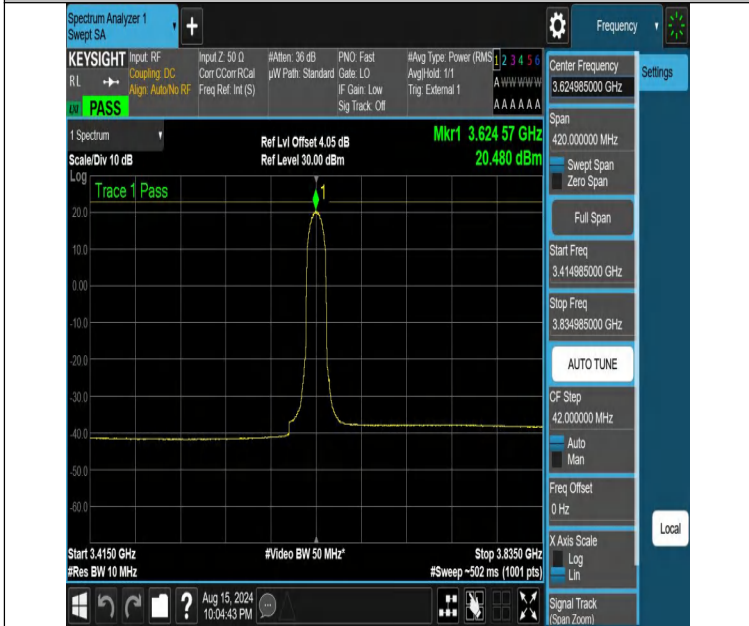 Spectrum Analyzer 1
Swept SA
+
Frequency
KEYSIGHT
RL
LXI
PASS
Input: RF
Coupling: DC
Align: Auto/No RF
Input Z: 50 Ω
Corr CCorr RCal
Freq Ref: Int (S)
#Atten: 36 dB
µW Path: Standard
PNO: Fast
Gate: LO
IF Gain: Low
Sig Track: Off
#Avg Type: Power (RMS
Avg|Hold: 1/1
Trig: External 1
1 2 3 4 5 6
A W W W W W
A A A A A A
1 Spectrum
Scale/Div 10 dB
Ref Lvl Offset 4.05 dB
Ref Level 30.00 dBm
Mkr1 3.624 57 GHz
20.480 dBm
Log
Trace 1 Pass
1
20.0
10.0
0.00
-10.0
-20.0
-30.0
-40.0
-50.0
-60.0
Start 3.4150 GHz
#Res BW 10 MHz
#Video BW 50 MHz*
Stop 3.8350 GHz
#Sweep ~502 ms (1001 pts)
Aug 15, 2024
10:04:43 PM
Center Frequency
3.624985000 GHz
Settings
Span
420.000000 MHz
Swept Span
Zero Span
Full Span
Start Freq
3.414985000 GHz
Stop Freq
3.834985000 GHz
AUTO TUNE
CF Step
42.000000 MHz
Auto
Man
Freq Offset
0 Hz
X Axis Scale
Log
Lin
Local
Signal Track
(Span Zoom)